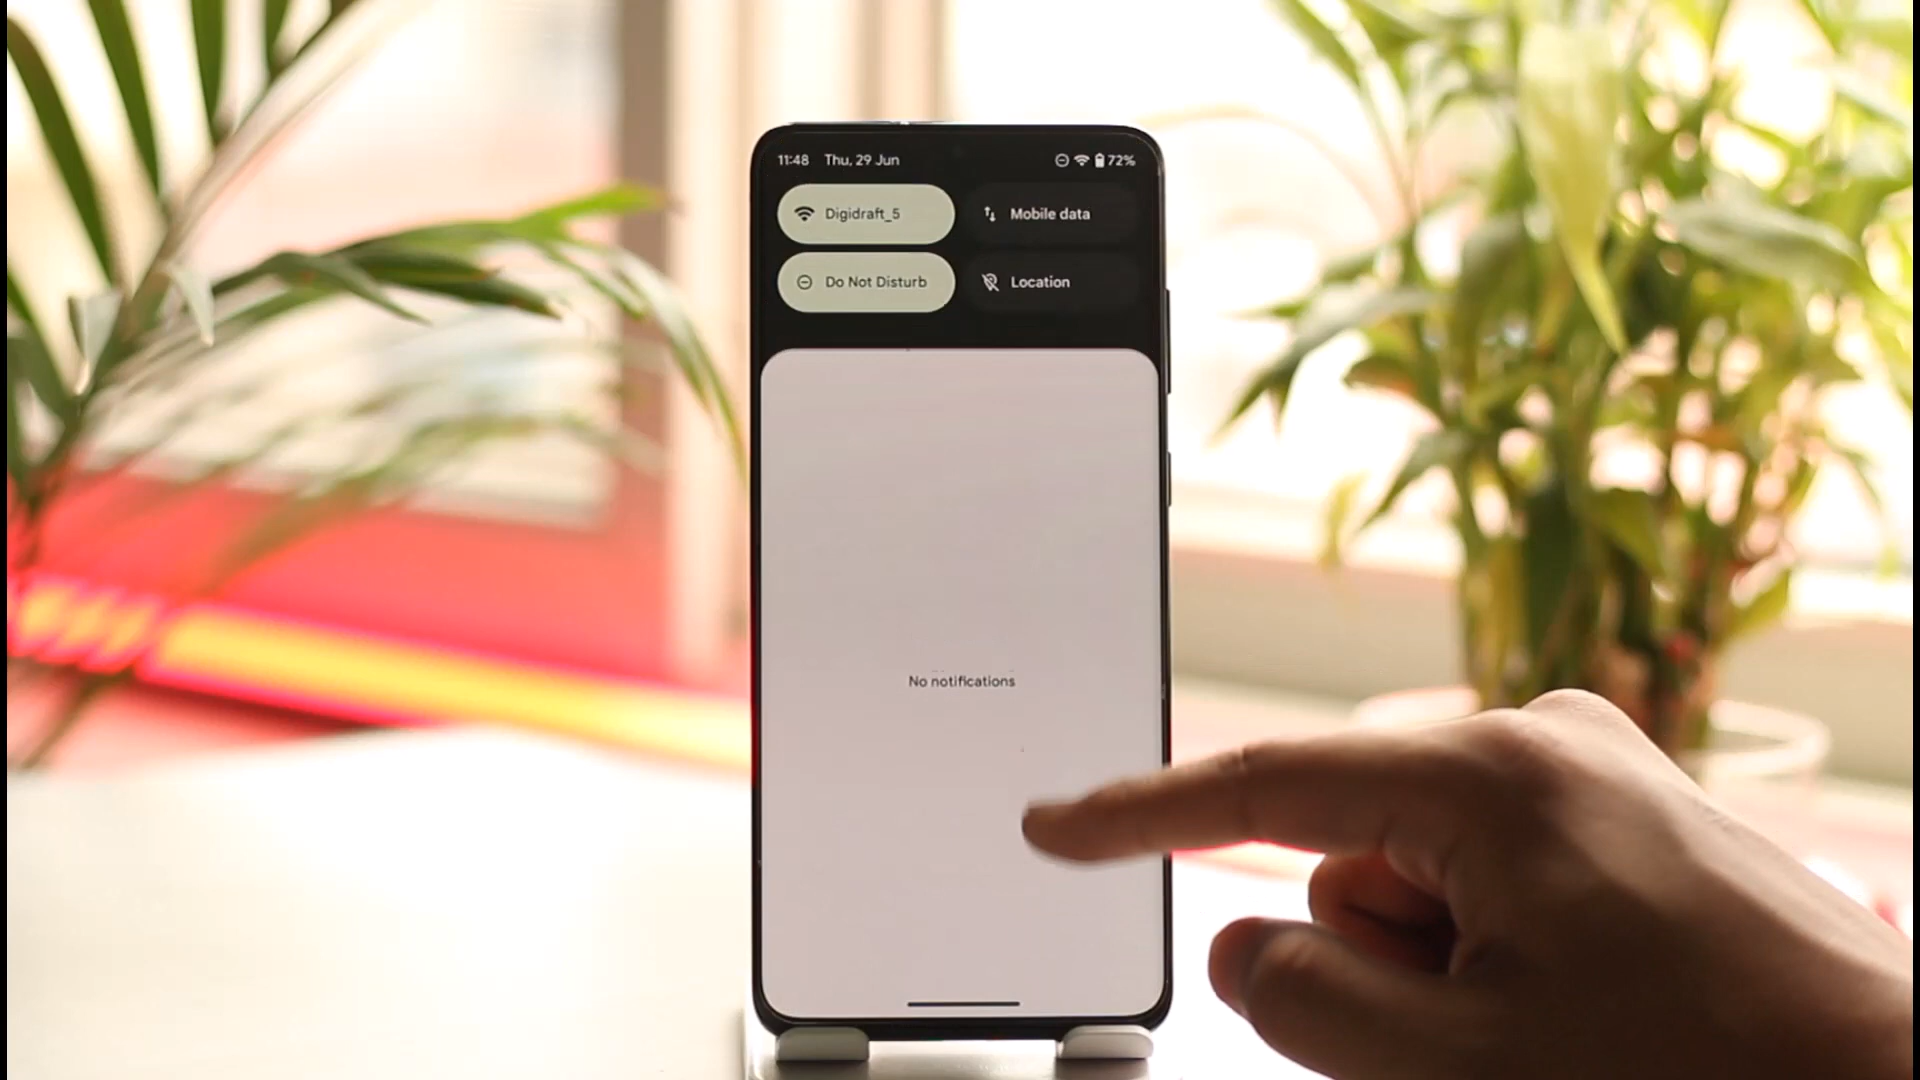 11:48 Thu, 29 Jun 72%
Digidraft_5 Mobile data
Do Not Disturb Location
No notifications